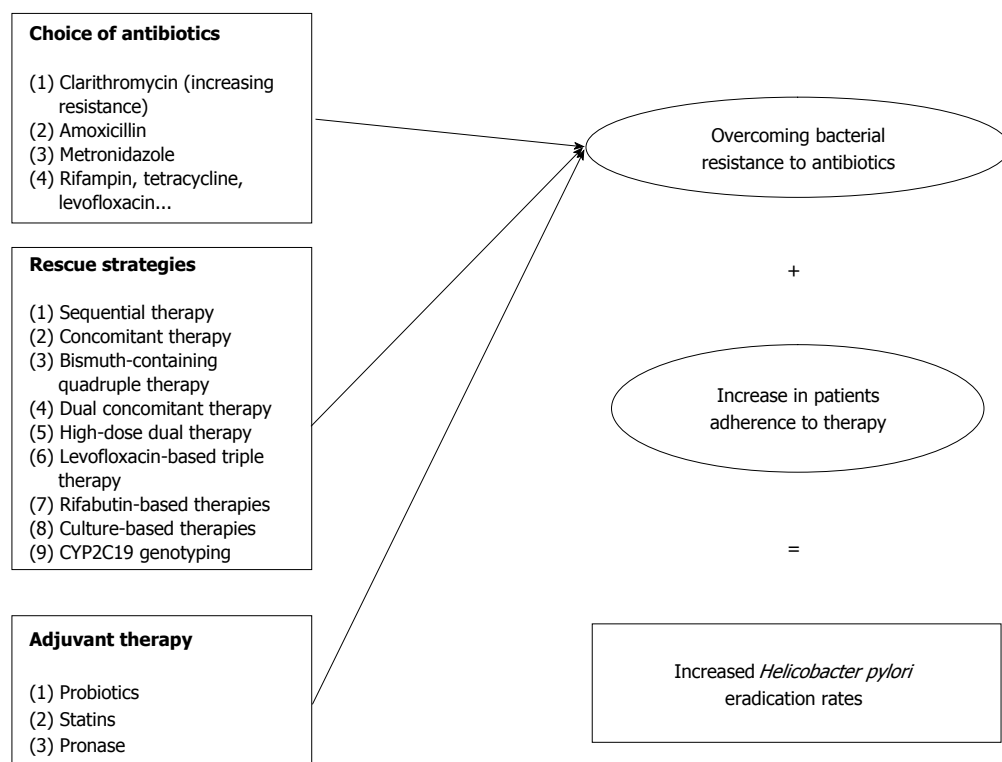 Choice of antibiotics
(1) Clarithromycin (increasing
resistance)
(2) Amoxicillin
(3) Metronidazole
(4) Rifampin, tetracycline,
levofloxacin...
Rescue strategies
(1) Sequential therapy
(2) Concomitant therapy
(3) Bismuth-containing
quadruple therapy
(4) Dual concomitant therapy
(5) High-dose dual therapy
(6) Levofloxacin-based triple
therapy
(7) Rifabutin-based therapies
(8) Culture-based therapies
(9) CYP2C19 genotyping
Adjuvant therapy
(1) Probiotics
(2) Statins
(3) Pronase
Overcoming bacterial
resistance to antibiotics
+
Increase in patients
adherence to therapy
=
Increased Helicobacter pylori
eradication rates